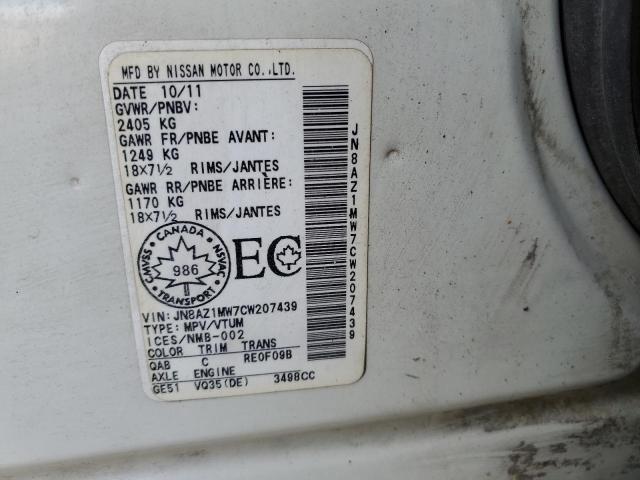 MFD BY NISSAN MOTOR CO.,LTD.
DATE 10/11
GVWR/PNBV:
2405 KG
GAWR FR/PNBE AVANT:
1249 KG
18X7½ RIMS/JANTES
GAWR RR/PNBE ARRIÈRE:
1170 KG
18X7½ RIMS/JANTES
CANADA
CMVSS NSVAC
986
TRANSPORT
EC
VIN: JN8AZ1MW7CW207439
TYPE: MPV/VTUM
ICES/NMB-002
COLOR TRIM TRANS
QAB C RE0F09B
AXLE ENGINE
GE51 VQ35(DE) 3498CC
JN8AZ1MW7CW207439